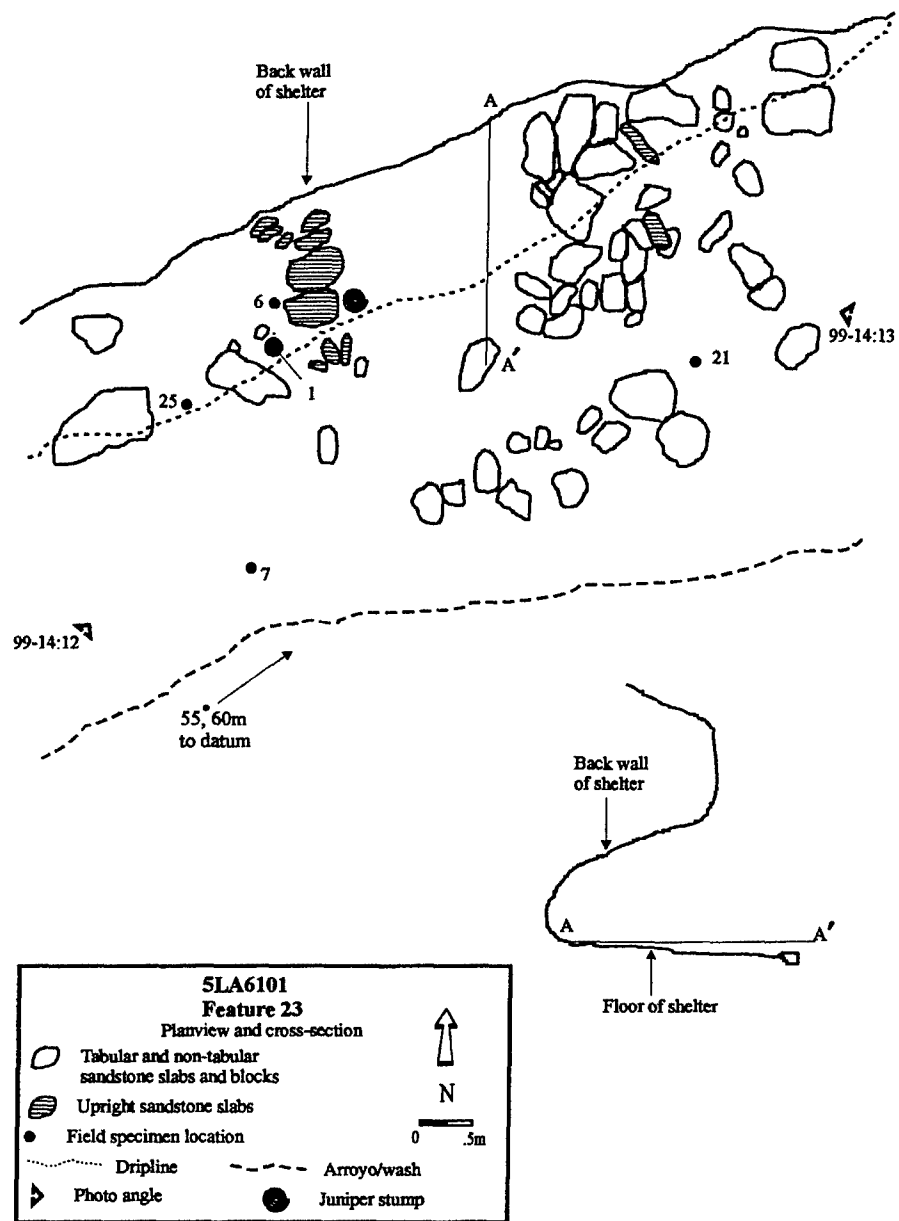 Back wall
of shelter
A
6
99-14:13
A'
21
1
25
7
99-14:12
55, 60m
to datum
Back wall
of shelter
A
A'
Floor of shelter
5LA6101
Feature 23
Planview and cross-section
Tabular and non-tabular
sandstone slabs and blocks
Upright sandstone slabs
N
Field specimen location
0 .5m
Dripline
Arroyo/wash
Photo angle
Juniper stump